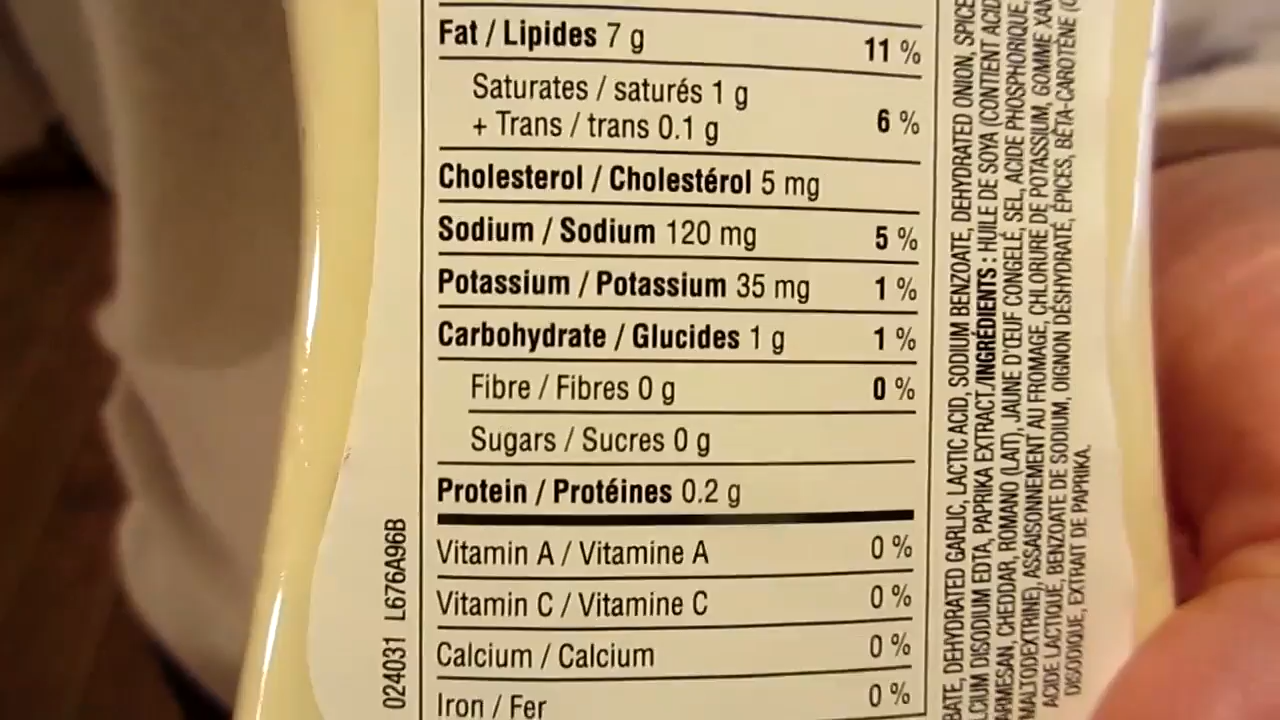 Fat / Lipides 7 g 11 %
Saturates / saturés 1 g
+ Trans / trans 0.1 g 6 %
Cholesterol / Cholestérol 5 mg
Sodium / Sodium 120 mg 5 %
Potassium / Potassium 35 mg 1 %
Carbohydrate / Glucides 1 g 1 %
Fibre / Fibres 0 g 0 %
Sugars / Sucres 0 g
Protein / Protéines 0.2 g
Vitamin A / Vitamine A 0 %
Vitamin C / Vitamine C 0 %
Calcium / Calcium 0 %
Iron / Fer 0 %
024031 L676A96B
DEHYDRATED GARLIC, LACTIC ACID, SODIUM BENZOATE, DEHYDRATED ONION,
DISODIUM EDTA, PAPRIKA EXTRACT./INGRÉDIENTS : HUILE DE SOYA (CONTIENT
CHEDDAR, ROMANO (LAIT), JAUNE D'ŒUF CONGELÉ, SEL, ACIDE PHOSPHORIQUE,
MALTODEXTRINE), ASSAISONNEMENT AU FROMAGE, CHLORURE DE POTASSIUM, GOMME
ACIDE LACTIQUE, BENZOATE DE SODIUM, OIGNON DÉSHYDRATÉ, ÉPICES, BÊTA-CAROTÈNE
DISODIQUE, EXTRAIT DE PAPRIKA.